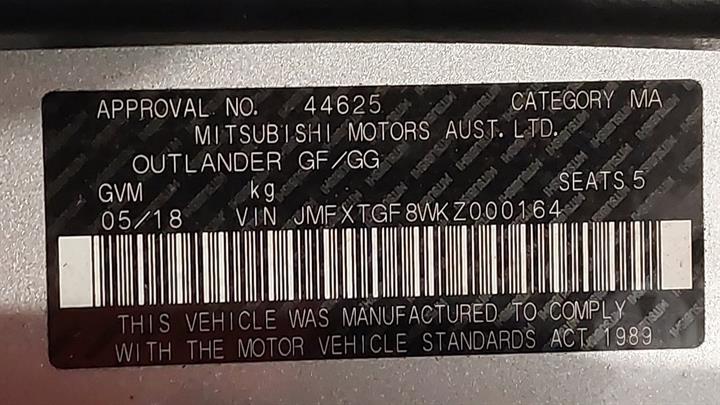 APPROVAL NO. 44625 CATEGORY MA
MITSUBISHI MOTORS AUST. LTD.
OUTLANDER GF/GG
GVM kg SEATS 5
05/18 VIN JMFXTGF8WKZ000164
THIS VEHICLE WAS MANUFACTURED TO COMPLY
WITH THE MOTOR VEHICLE STANDARDS ACT 1989